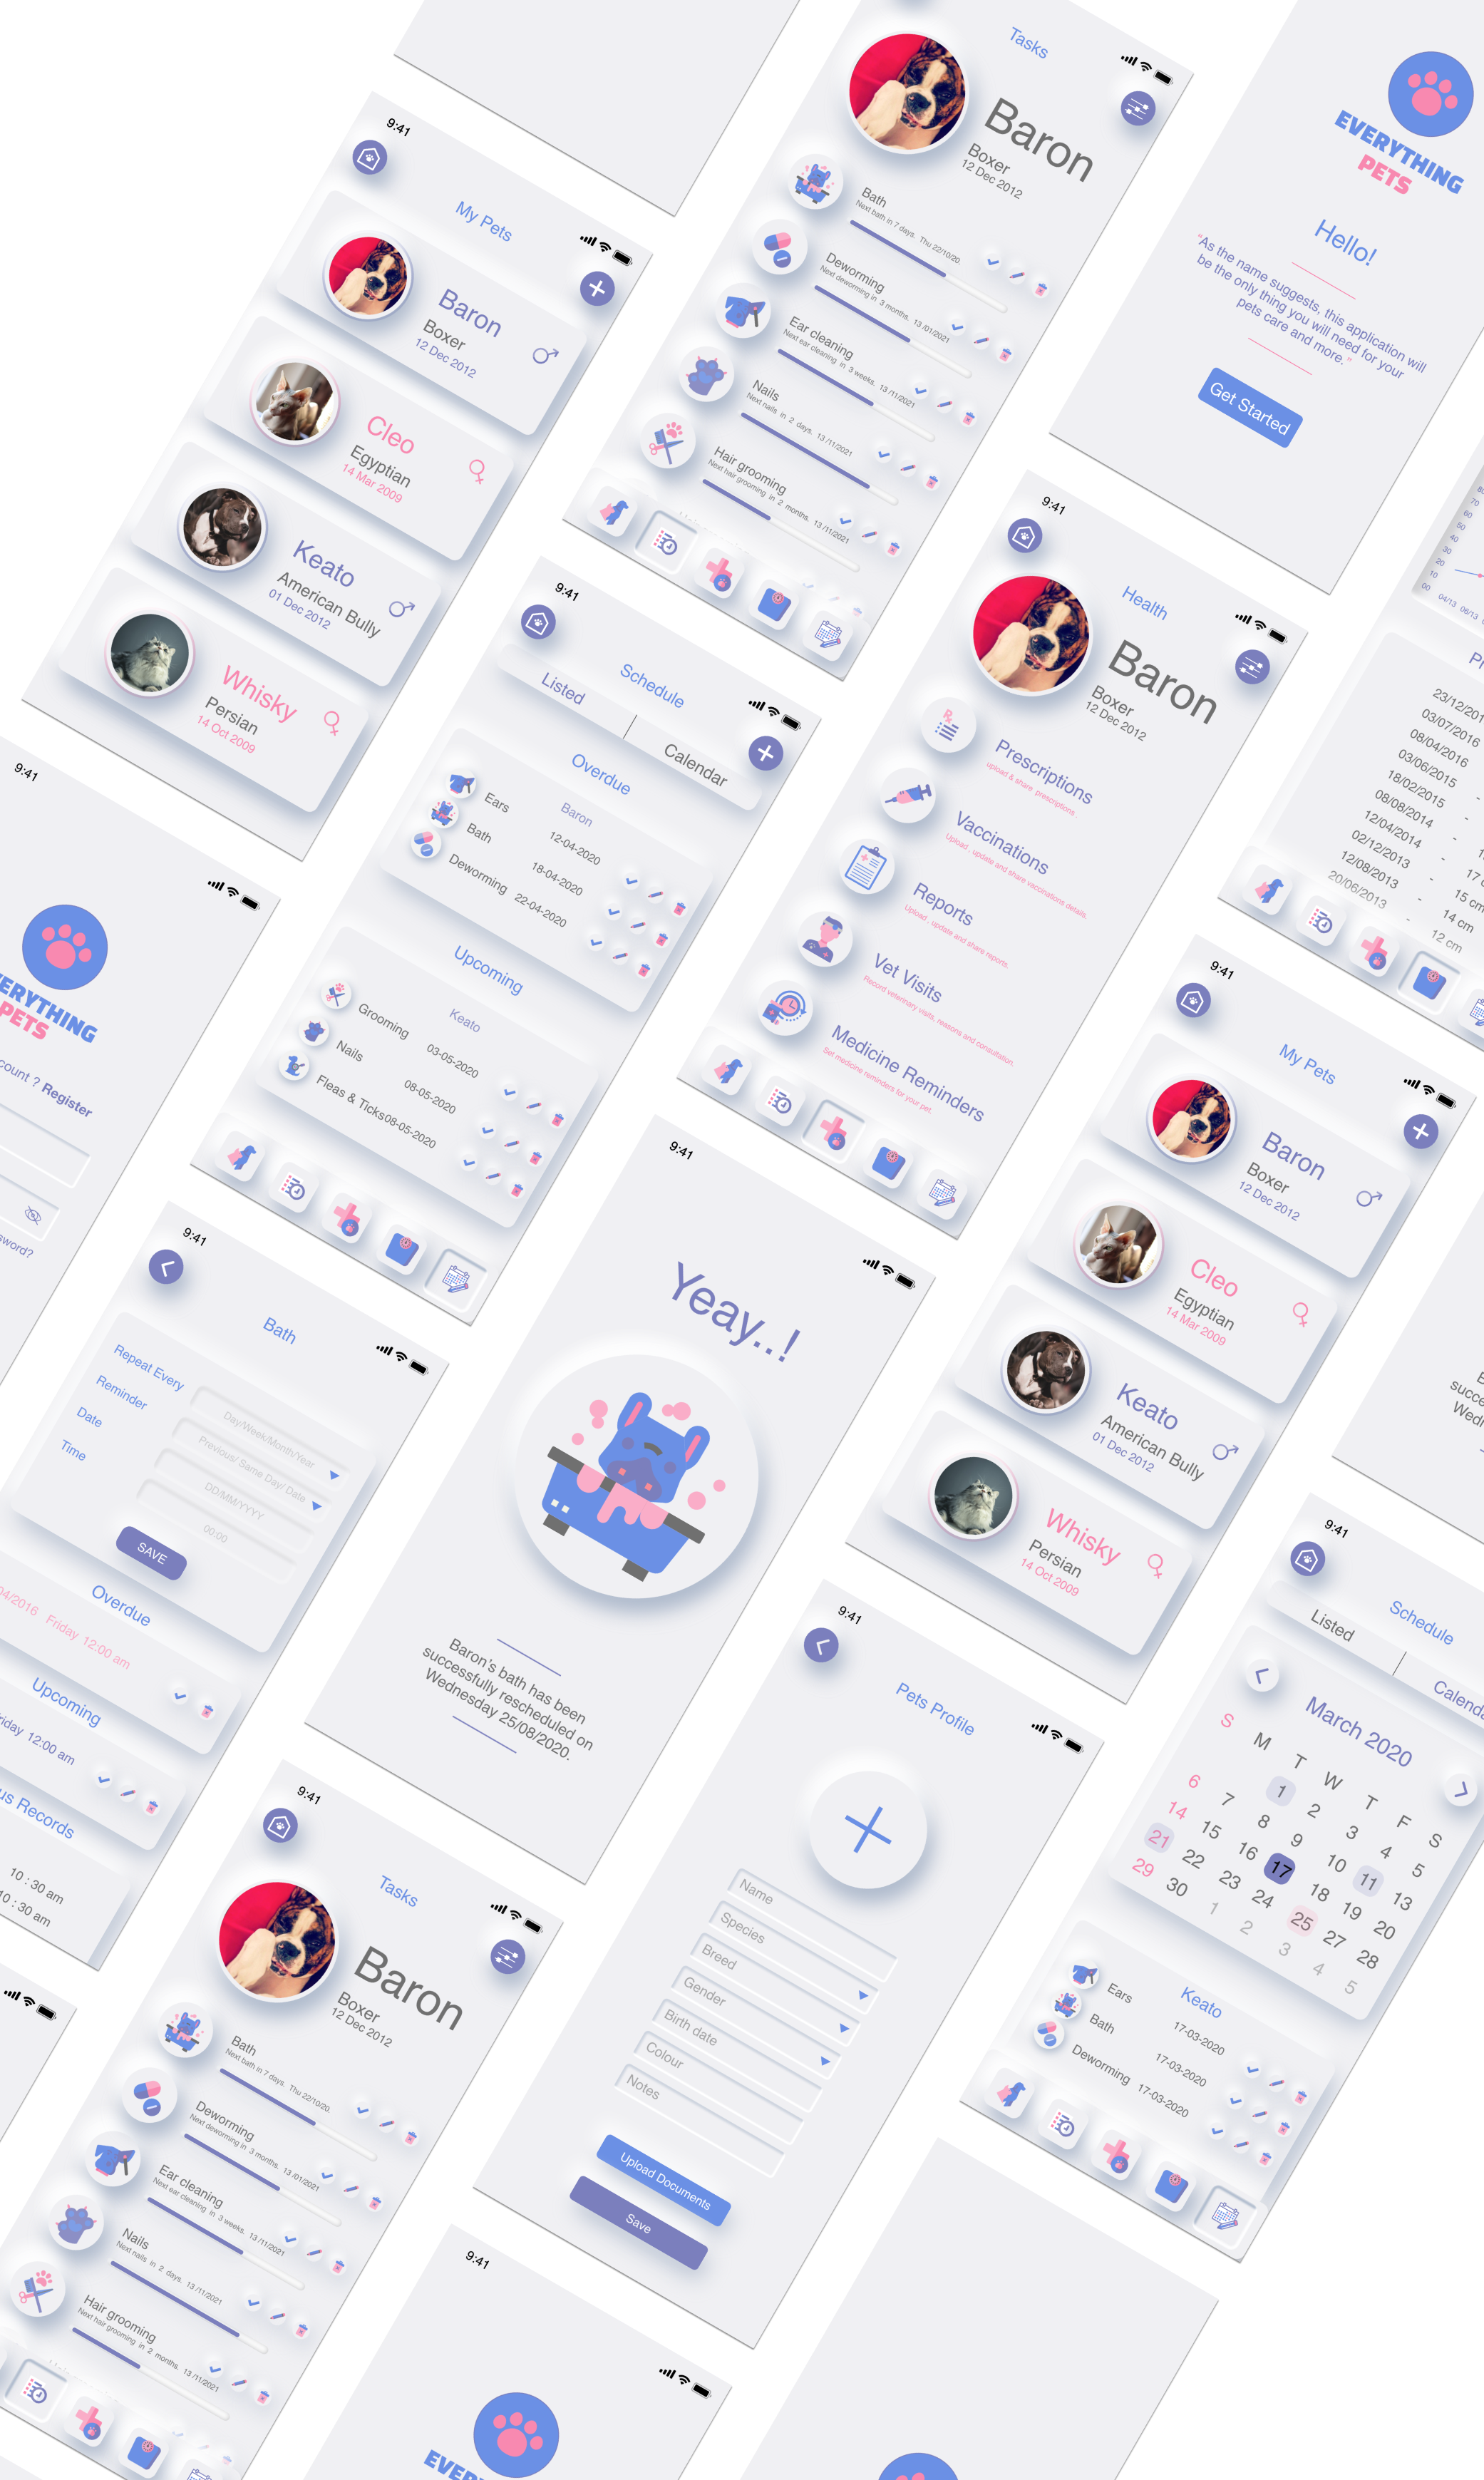 Tasks
Baron
Boxer
12 Dec 2012
Bath
Next bath in 7 days. Thu 22/10/20.
Deworming
Next deworming in 3 months. 13 /01/2021
Ear cleaning
Next ear cleaning in 3 weeks. 13 /11/2021
Nails
Next nails in 2 days. 13 /11/2021
Hair grooming
Next hair grooming in 2 months. 13 /11/2021
EVERYTHING
PETS
Hello!
"As the name suggests, this application will
be the only thing you will need for your
pets care and more."
Get Started
9:41
My Pets
Baron
Boxer
12 Dec 2012
Cleo
Egyptian
14 Mar 2009
Keato
American Bully
01 Dec 2012
Whisky
Persian
14 Oct 2009
9:41
Schedule
Listed
Calendar
Overdue
Baron
Ears 12-04-2020
Bath 18-04-2020
Deworming 22-04-2020
Upcoming
Keato
Grooming 03-05-2020
Nails 08-05-2020
Fleas & Ticks 08-05-2020
9:41
Health
Baron
Boxer
12 Dec 2012
Prescriptions
upload & share prescriptions
Vaccinations
Upload , update and share vaccinations details.
Reports
Upload , update and share reports.
Vet Visits
Record veterinary visits, reasons and consultation.
Medicine Reminders
Set medicine reminders for your pet.
70
60
50
40
30
20
10
00
04/13 06/13
23/12/201
03/07/2016
08/04/2016
03/06/2015
18/02/2015 -
08/08/2014 -
12/04/2014 - 1
02/12/2013 - 17
12/08/2013 - 15 cm
20/06/2013 - 14 cm
12 cm
9:41
ERYTHING
PETS
count ? Register
sword?
9:41
Bath
Repeat Every
Day/Week/Month/Year
Reminder
Previous/ Same Day/ Date
Date
DD/MM/YYYY
Time
00:00
SAVE
Overdue
04/2016 Friday 12:00 am
Upcoming
riday 12:00 am
us Records
10 : 30 am
10 : 30 am
9:41
Yeay..!
Baron's bath has been
successfully rescheduled on
Wednesday 25/08/2020.
9:41
My Pets
Baron
Boxer
12 Dec 2012
Cleo
Egyptian
14 Mar 2009
Keato
American Bully
01 Dec 2012
Whisky
Persian
14 Oct 2009
succe
Wedn
9:41
Tasks
Baron
Boxer
12 Dec 2012
Bath
Next bath in 7 days. Thu 22/10/20.
Deworming
Next deworming in 3 months. 13 /01/2021
Ear cleaning
Next ear cleaning in 3 weeks. 13 /11/2021
Nails
Next nails in 2 days. 13 /11/2021
Hair grooming
Next hair grooming in 2 months. 13 /11/2021
9:41
Pets Profile
Name
Species
Breed
Gender
Birth date
Colour
Notes
Upload Documents
Save
9:41
Schedule
Listed
Calenda
March 2020
S M T W T F S
1 2 3 4 5
6 7 8 9 10 11 13
14 15 16 17 18 19 20
21 22 23 24 25 27 28
29 30 1 2 3 4 5
Keato
Ears 17-03-2020
Bath 17-03-2020
Deworming 17-03-2020
9:41
EVERY